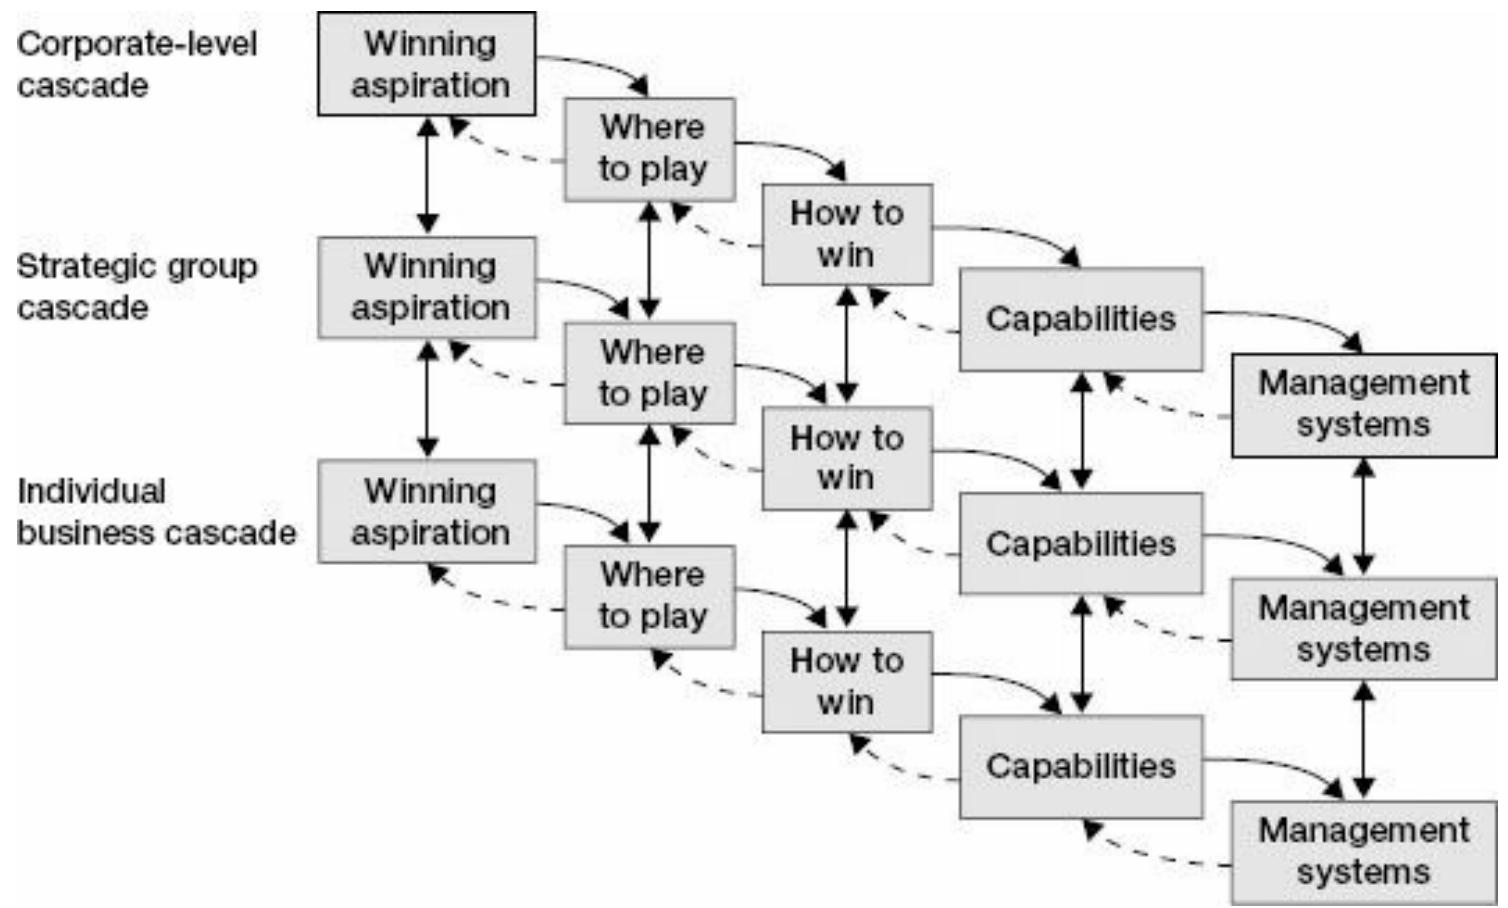 Corporate-level
cascade
Winning
aspiration
Where
to play
How to
win
Capabilities
Management
systems
Strategic group
cascade
Winning
aspiration
Where
to play
How to
win
Capabilities
Management
systems
Individual
business cascade
Winning
aspiration
Where
to play
How to
win
Capabilities
Management
systems